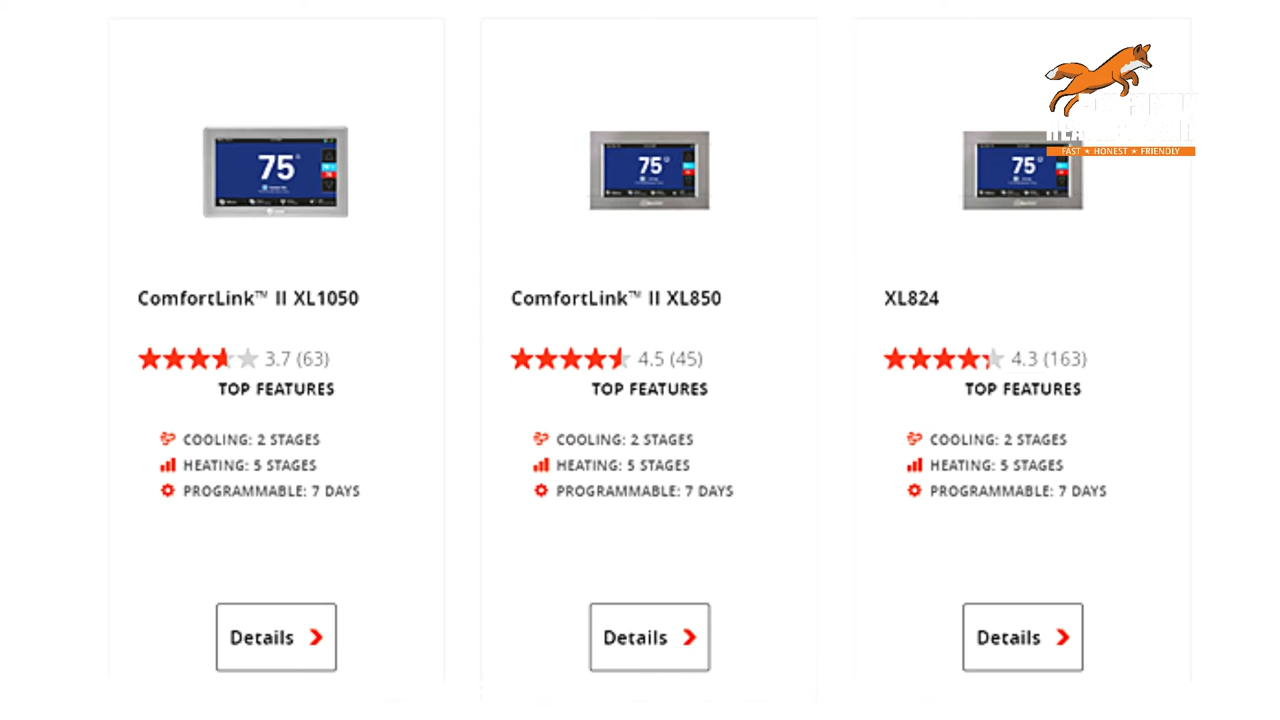 75
ComfortLink™ II XL1050
3.7 (63)
TOP FEATURES
COOLING: 2 STAGES
HEATING: 5 STAGES
PROGRAMMABLE: 7 DAYS
Details
75
ComfortLink™ II XL850
4.5 (45)
TOP FEATURES
COOLING: 2 STAGES
HEATING: 5 STAGES
PROGRAMMABLE: 7 DAYS
Details
75
FAST ★ HONEST ★ FRIENDLY
XL824
4.3 (163)
TOP FEATURES
COOLING: 2 STAGES
HEATING: 5 STAGES
PROGRAMMABLE: 7 DAYS
Details